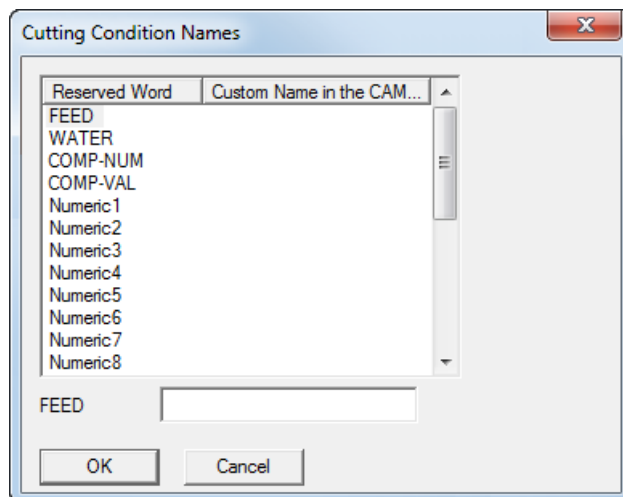 Cutting Condition Names
Reserved Word Custom Name in the CAM...
FEED
WATER
COMP-NUM
COMP-VAL
Numeric1
Numeric2
Numeric3
Numeric4
Numeric5
Numeric6
Numeric7
Numeric8
FEED
OK Cancel